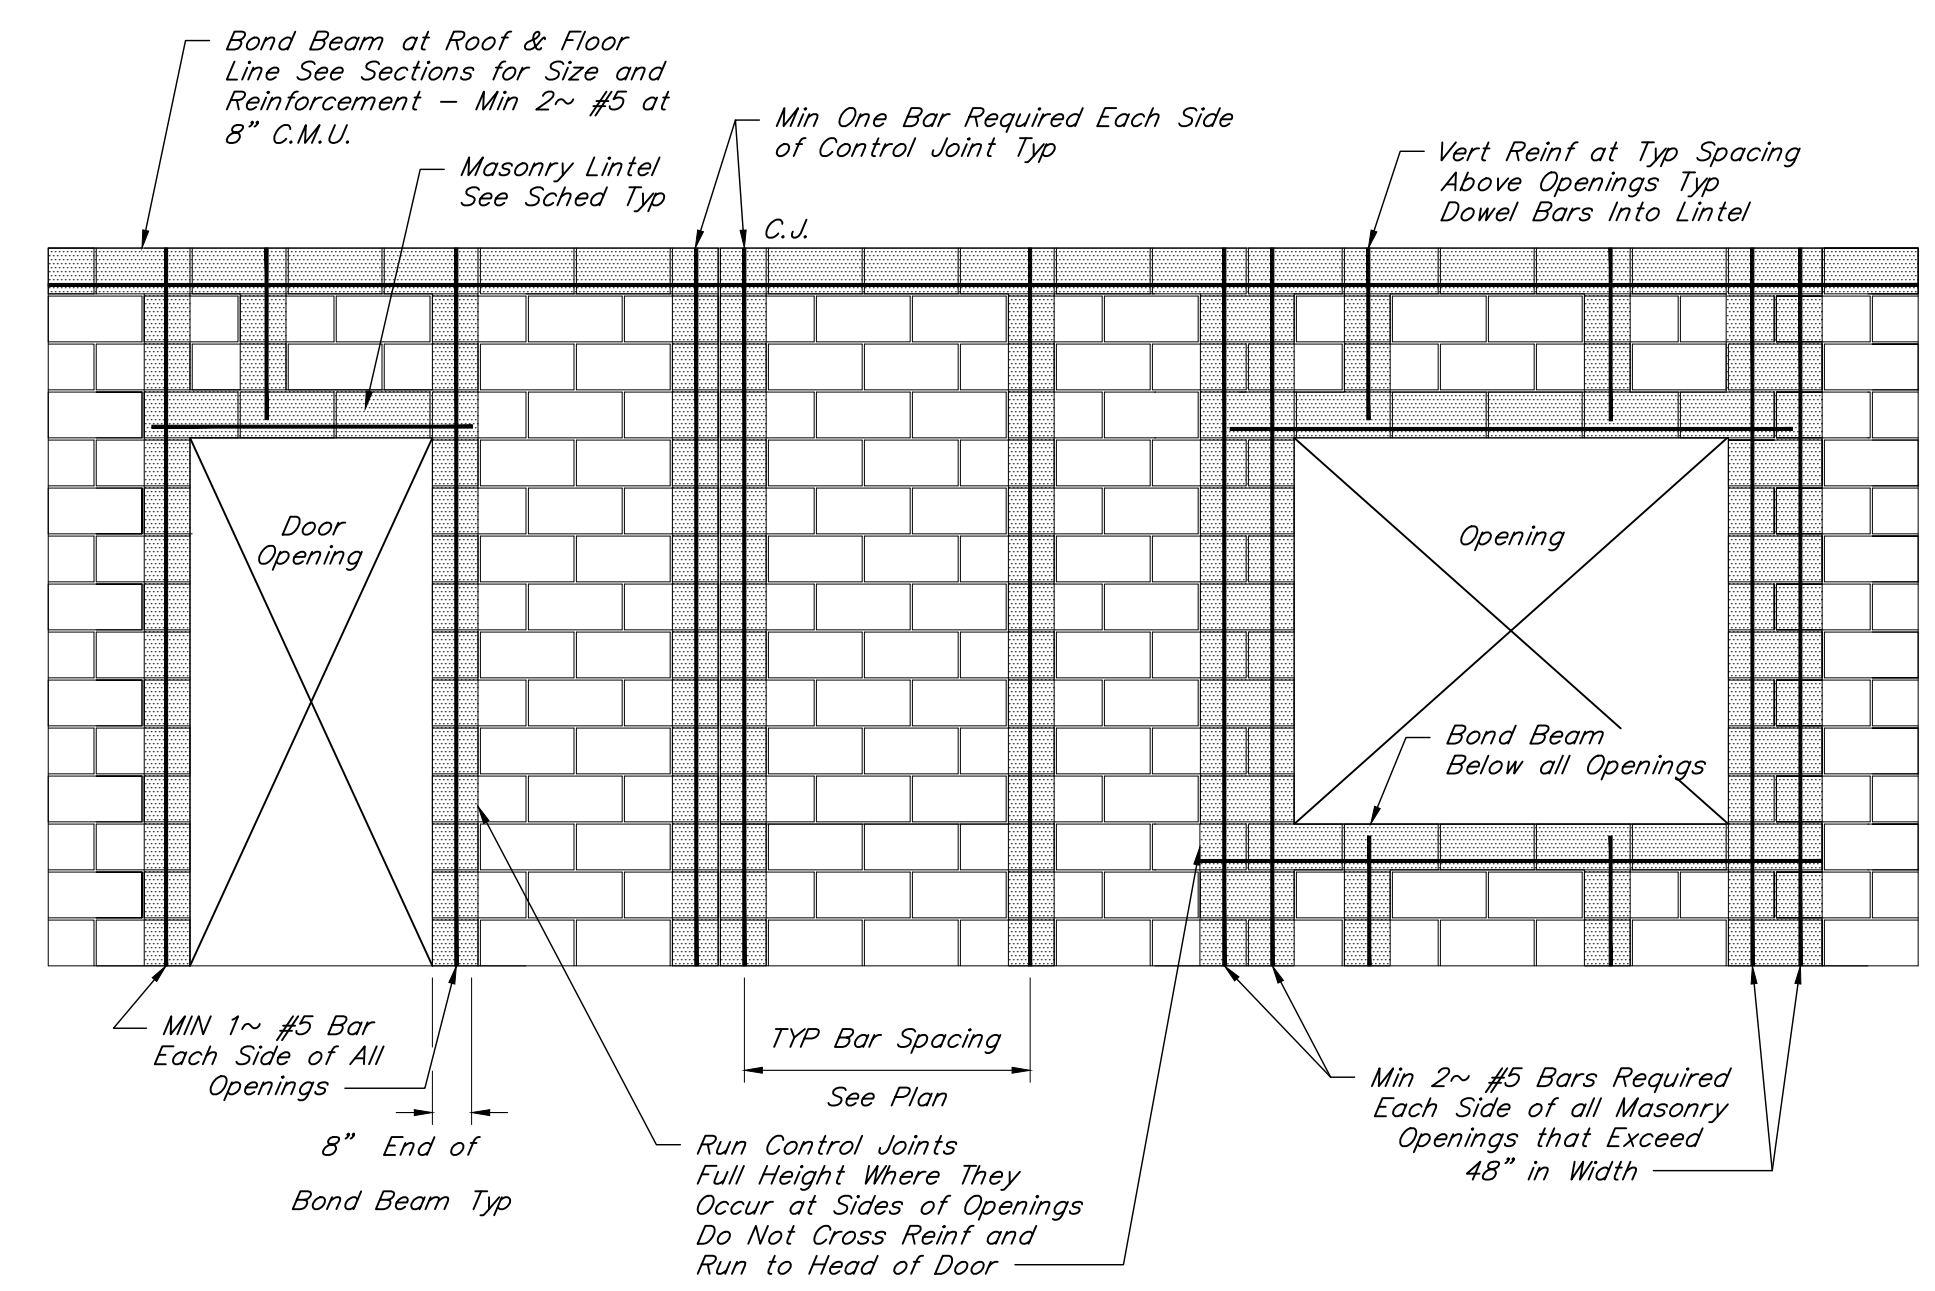 Bond Beam at Roof & Floor
Line See Sections for Size and
Reinforcement - Min 2~ #5 at
8" C.M.U.
Masonry Lintel
See Sched Typ
Min One Bar Required Each Side
of Control Joint Typ
C.J.
Vert Reinf at Typ Spacing
Above Openings Typ
Dowel Bars Into Lintel
Door
Opening
Opening
Bond Beam
Below all Openings
MIN 1~ #5 Bar
Each Side of All
Openings
8" End of
Bond Beam Typ
TYP Bar Spacing
See Plan
Run Control Joints
Full Height Where They
Occur at Sides of Openings
Do Not Cross Reinf and
Run to Head of Door
Min 2~ #5 Bars Required
Each Side of all Masonry
Openings that Exceed
48" in Width